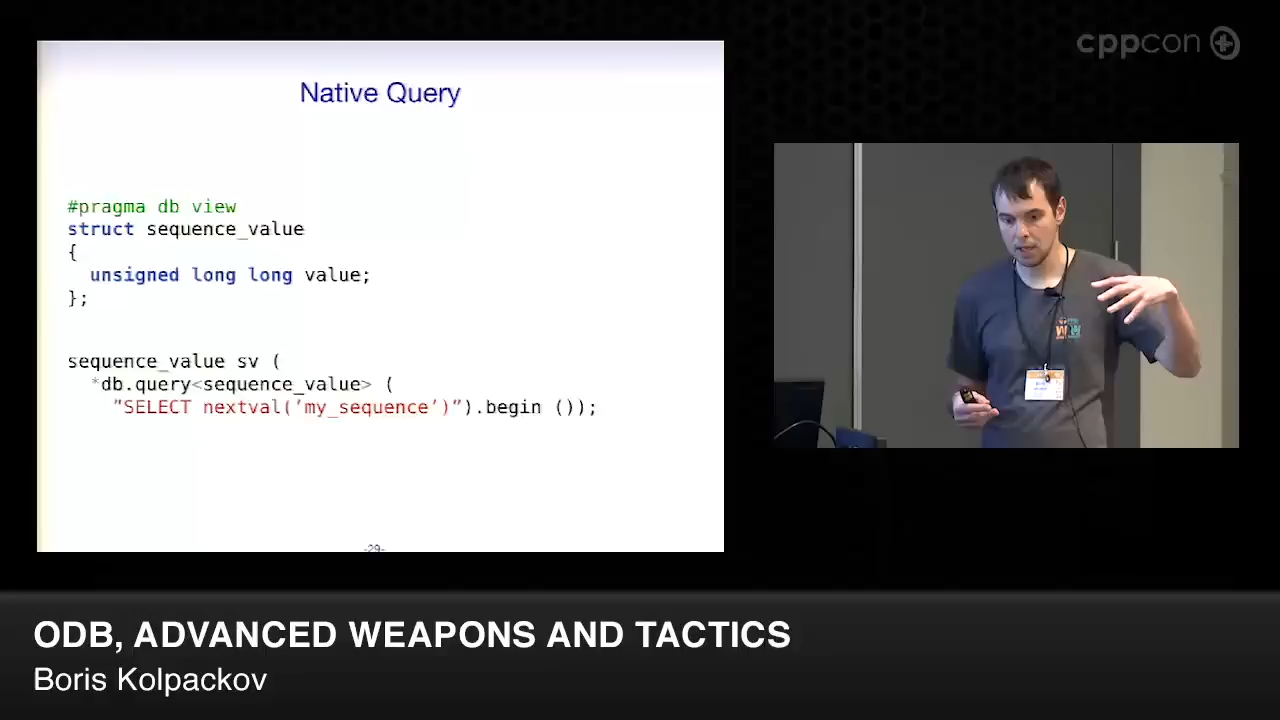 cppcon
Native Query
#pragma db view
struct sequence_value
{
unsigned long long value;
};
sequence_value sv (
*db.query<sequence_value> (
"SELECT nextval('my_sequence')").begin ());
-29-
ODB, ADVANCED WEAPONS AND TACTICS
Boris Kolpackov